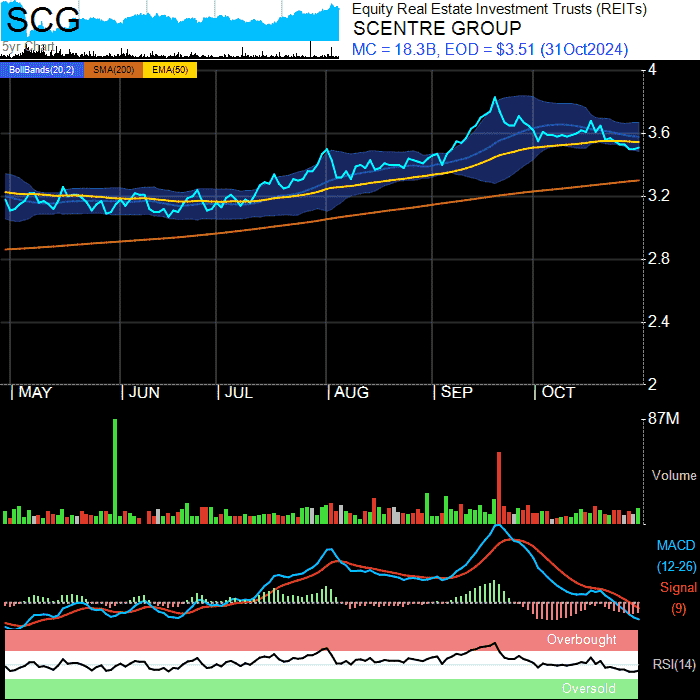 SCG
5yr Chart
Equity Real Estate Investment Trusts (REITs)
SCENTRE GROUP
MC = 18.3B, EOD = $3.51 (31Oct2024)
BollBands(20,2) SMA(200) EMA(50)
4
3.6
3.2
2.8
2.4
2
MAY JUN JUL AUG SEP OCT
87M
Volume
MACD
(12-26)
Signal
(9)
Overbought
RSI(14)
Oversold